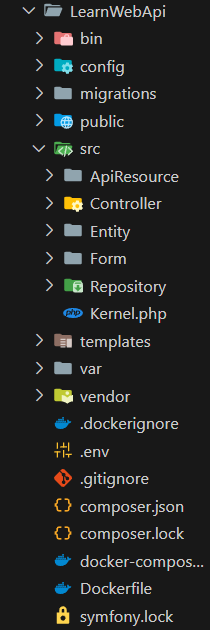 LearnWebApi
bin
config
migrations
public
src
ApiResource
Controller
Entity
Form
Repository
Kernel.php
templates
var
vendor
.dockerignore
.env
.gitignore
composer.json
composer.lock
docker-compos...
Dockerfile
symfony.lock